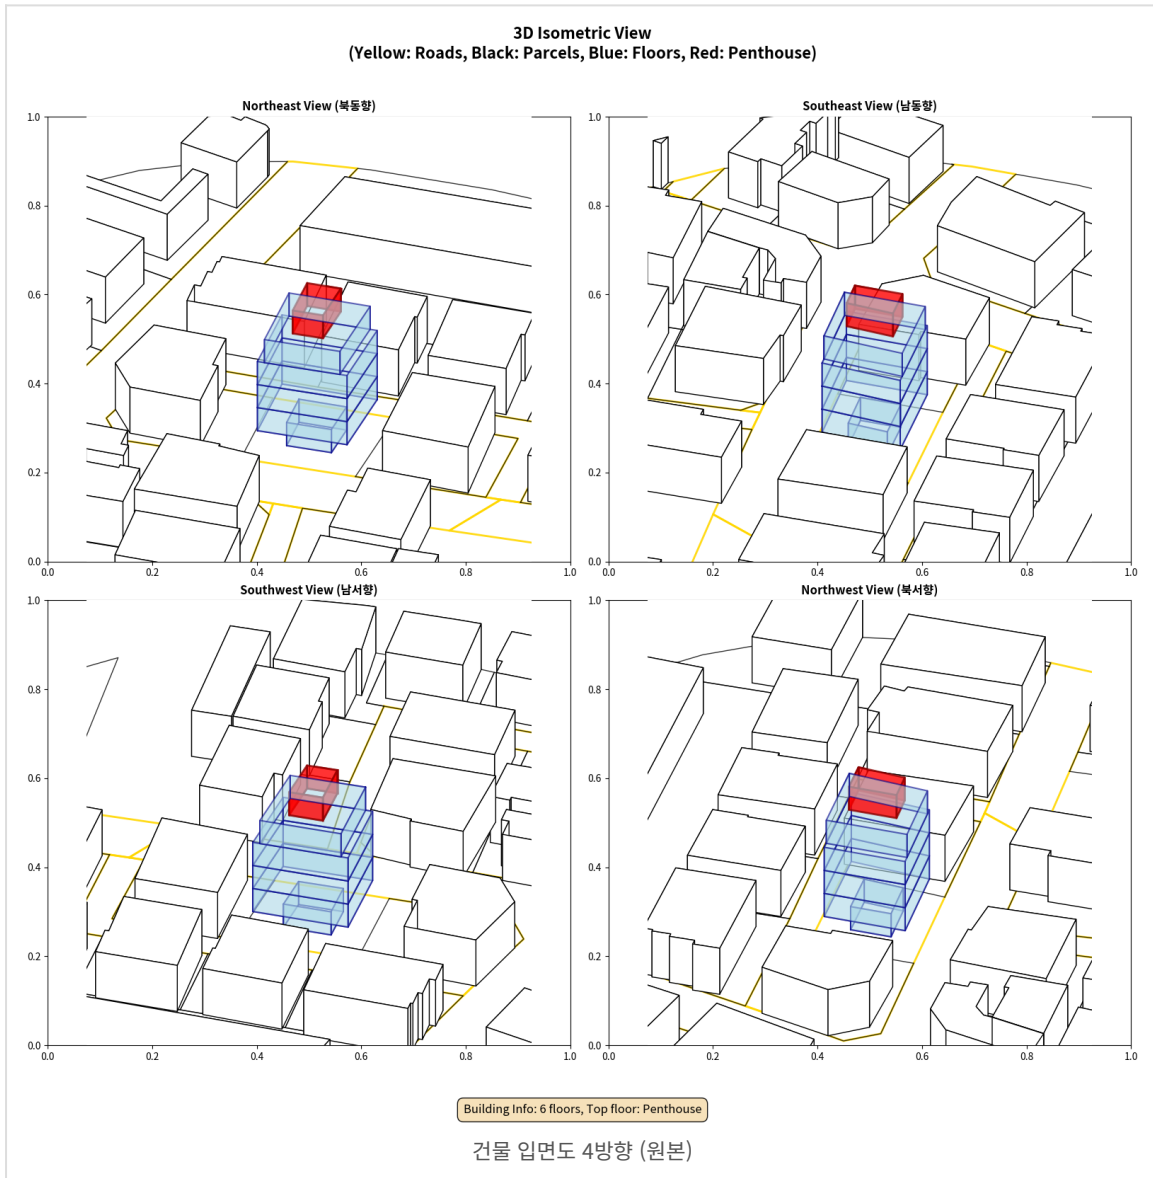 3D Isometric View
(Yellow: Roads, Black: Parcels, Blue: Floors, Red: Penthouse)
Northeast View (북동향)
1.0
0.8
0.6
0.4
0.2
0.0
0.0 0.2 0.4 0.6 0.8 1.0
Southeast View (남동향)
1.0
0.8
0.6
0.4
0.2
0.0
0.0 0.2 0.4 0.6 0.8 1.0
Southwest View (남서향)
1.0
0.8
0.6
0.4
0.2
0.0
0.0 0.2 0.4 0.6 0.8 1.0
Northwest View (북서향)
1.0
0.8
0.6
0.4
0.2
0.0
0.0 0.2 0.4 0.6 0.8 1.0
Building Info: 6 floors, Top floor: Penthouse
건물 입면도 4방향 (원본)